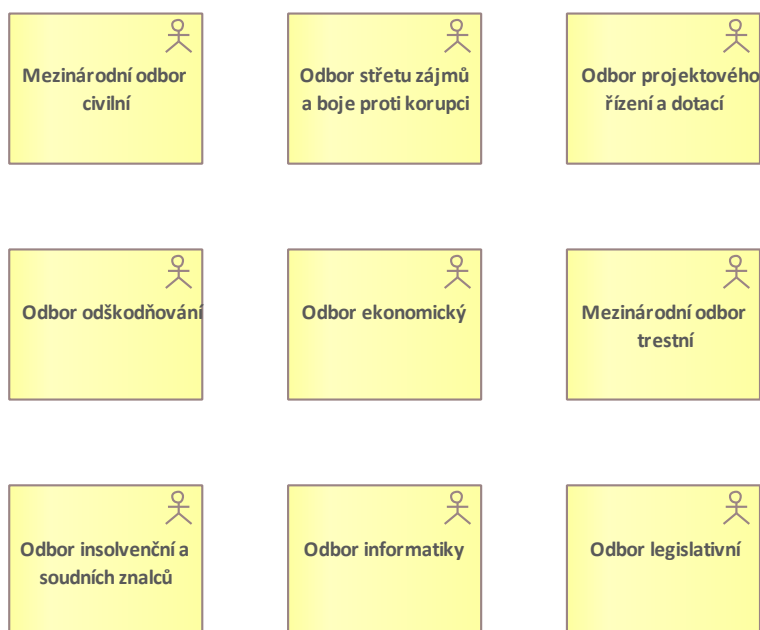 Mezinárodní odbor
civilní
Odbor střetu zájmů
a boje proti korupci
Odbor projektového
řízení a dotací
Odbor odškodňování
Odbor ekonomický
Mezinárodní odbor
trestní
Odbor insolvenční a
soudních znalců
Odbor informatiky
Odbor legislativní